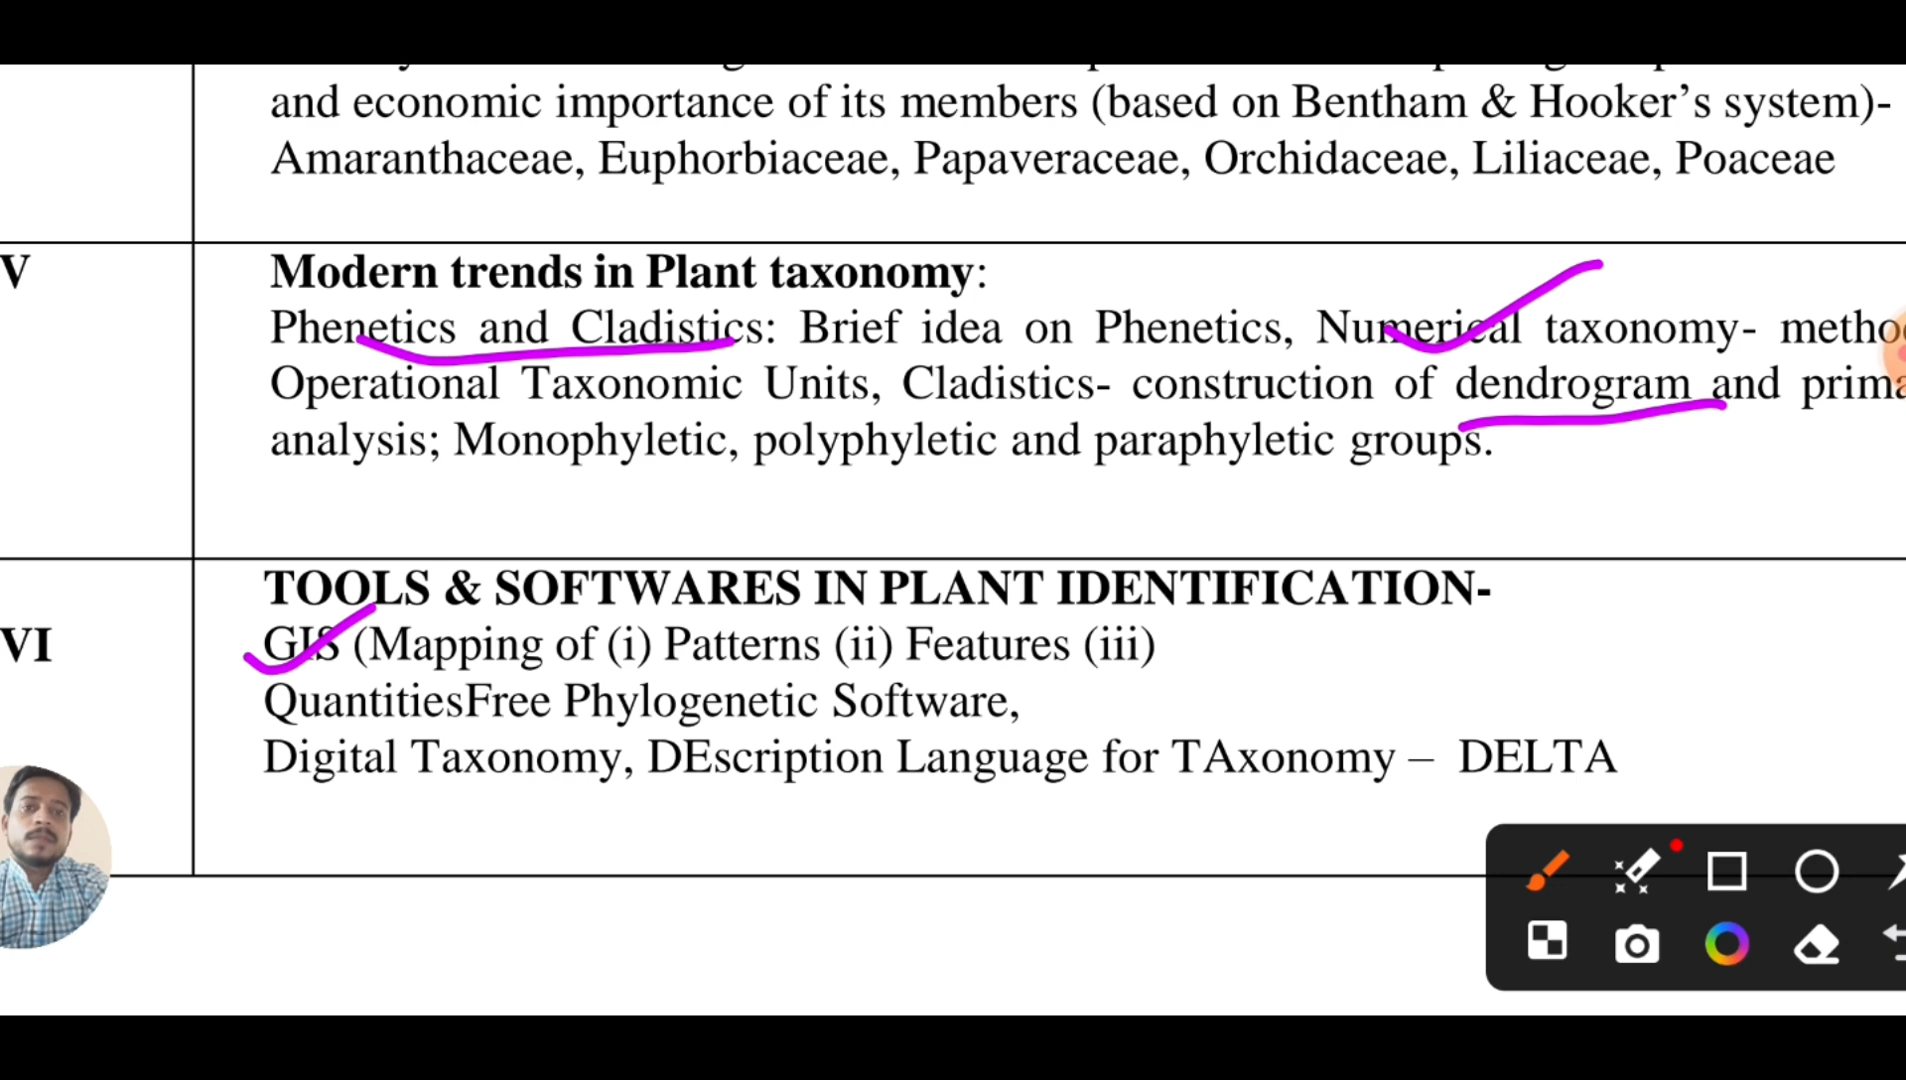 and economic importance of its members (based on Bentham & Hooker's system)-
Amaranthaceae, Euphorbiaceae, Papaveraceae, Orchidaceae, Liliaceae, Poaceae
V
Modern trends in Plant taxonomy:
Phenetics and Cladistics: Brief idea on Phenetics, Numerical taxonomy-
Operational Taxonomic Units, Cladistics- construction of dendrogram and
analysis; Monophyletic, polyphyletic and paraphyletic groups.
TOOLS & SOFTWARES IN PLANT IDENTIFICATION-
VI
GIS (Mapping of (i) Patterns (ii) Features (iii)
QuantitiesFree Phylogenetic Software,
Digital Taxonomy, DEscription Language for TAxonomy – DELTA